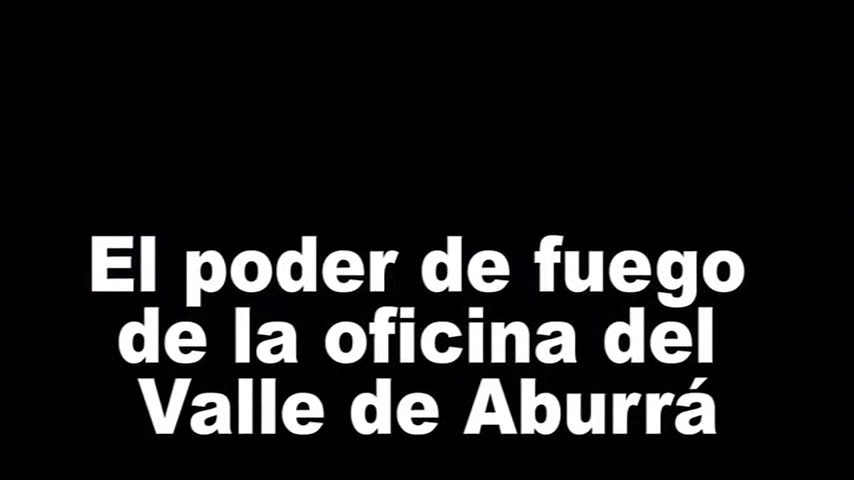 El poder de fuego
de la oficina del
Valle de Aburrá